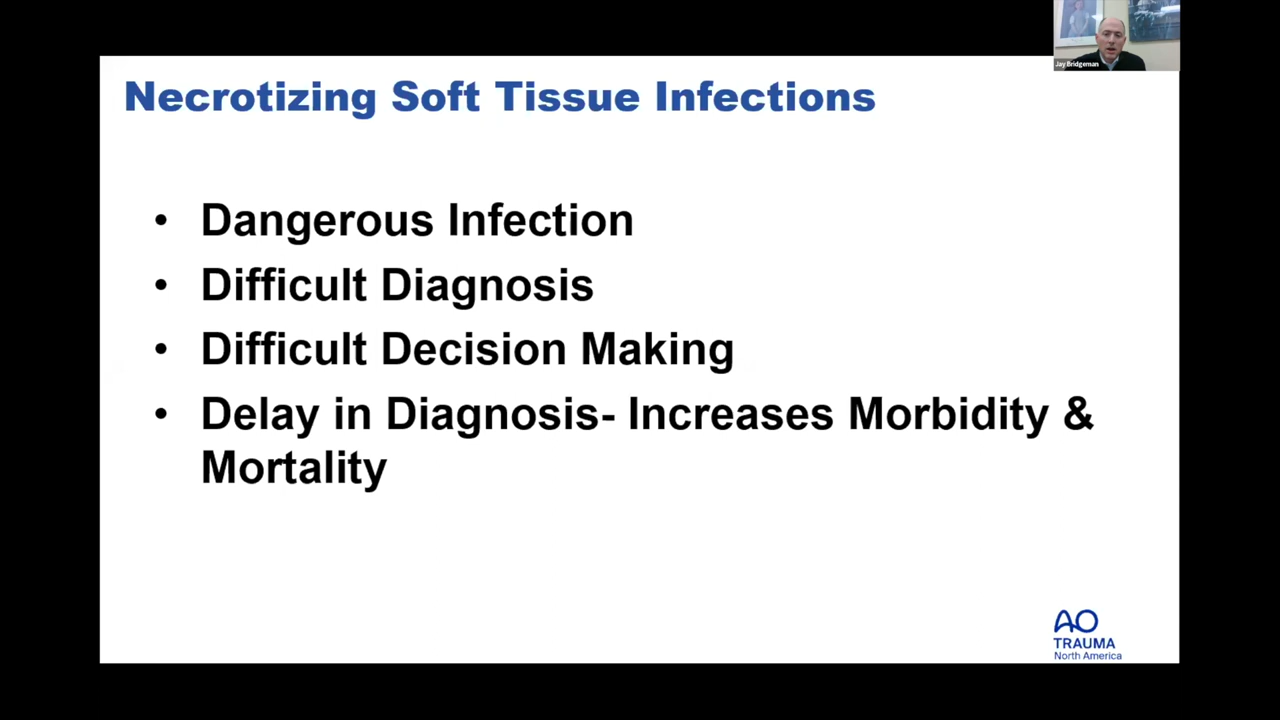 Jay Bridgeman
Necrotizing Soft Tissue Infections
• Dangerous Infection
• Difficult Diagnosis
• Difficult Decision Making
• Delay in Diagnosis- Increases Morbidity &
Mortality
AO
TRAUMA
North America